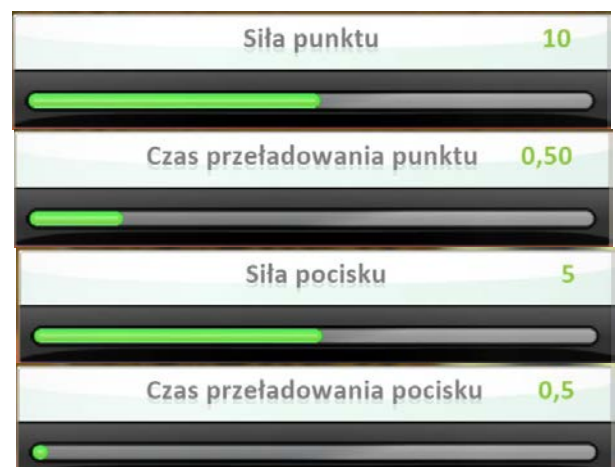 Siła punktu 10
Czas przeładowania punktu 0,50
Siła pocisku 5
Czas przeładowania pocisku 0,5